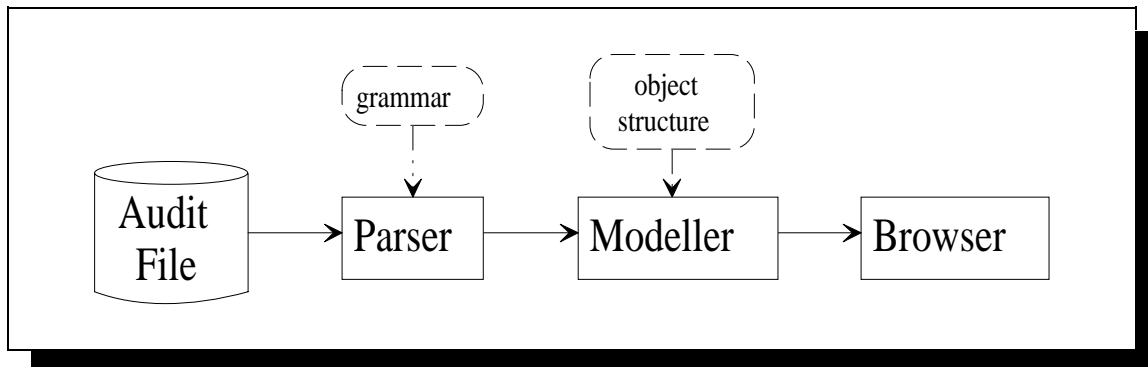 grammar
object
structure
Audit
File
Parser
Modeller
Browser